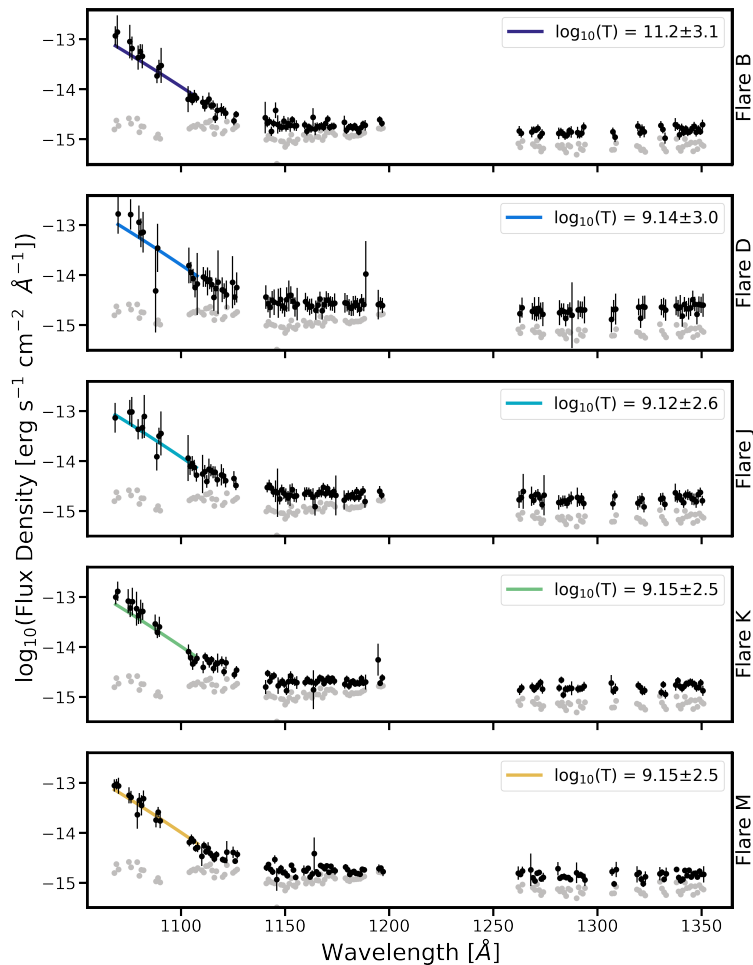 log₁₀(Flux Density [erg s⁻¹ cm⁻² Å⁻¹])
−13
−14
−15
log₁₀(T) = 11.2±3.1
Flare B
−13
−14
−15
log₁₀(T) = 9.14±3.0
Flare D
−13
−14
−15
log₁₀(T) = 9.12±2.6
Flare J
−13
−14
−15
log₁₀(T) = 9.15±2.5
Flare K
−13
−14
−15
log₁₀(T) = 9.15±2.5
Flare M
1100 1150 1200 1250 1300 1350
Wavelength [Å]